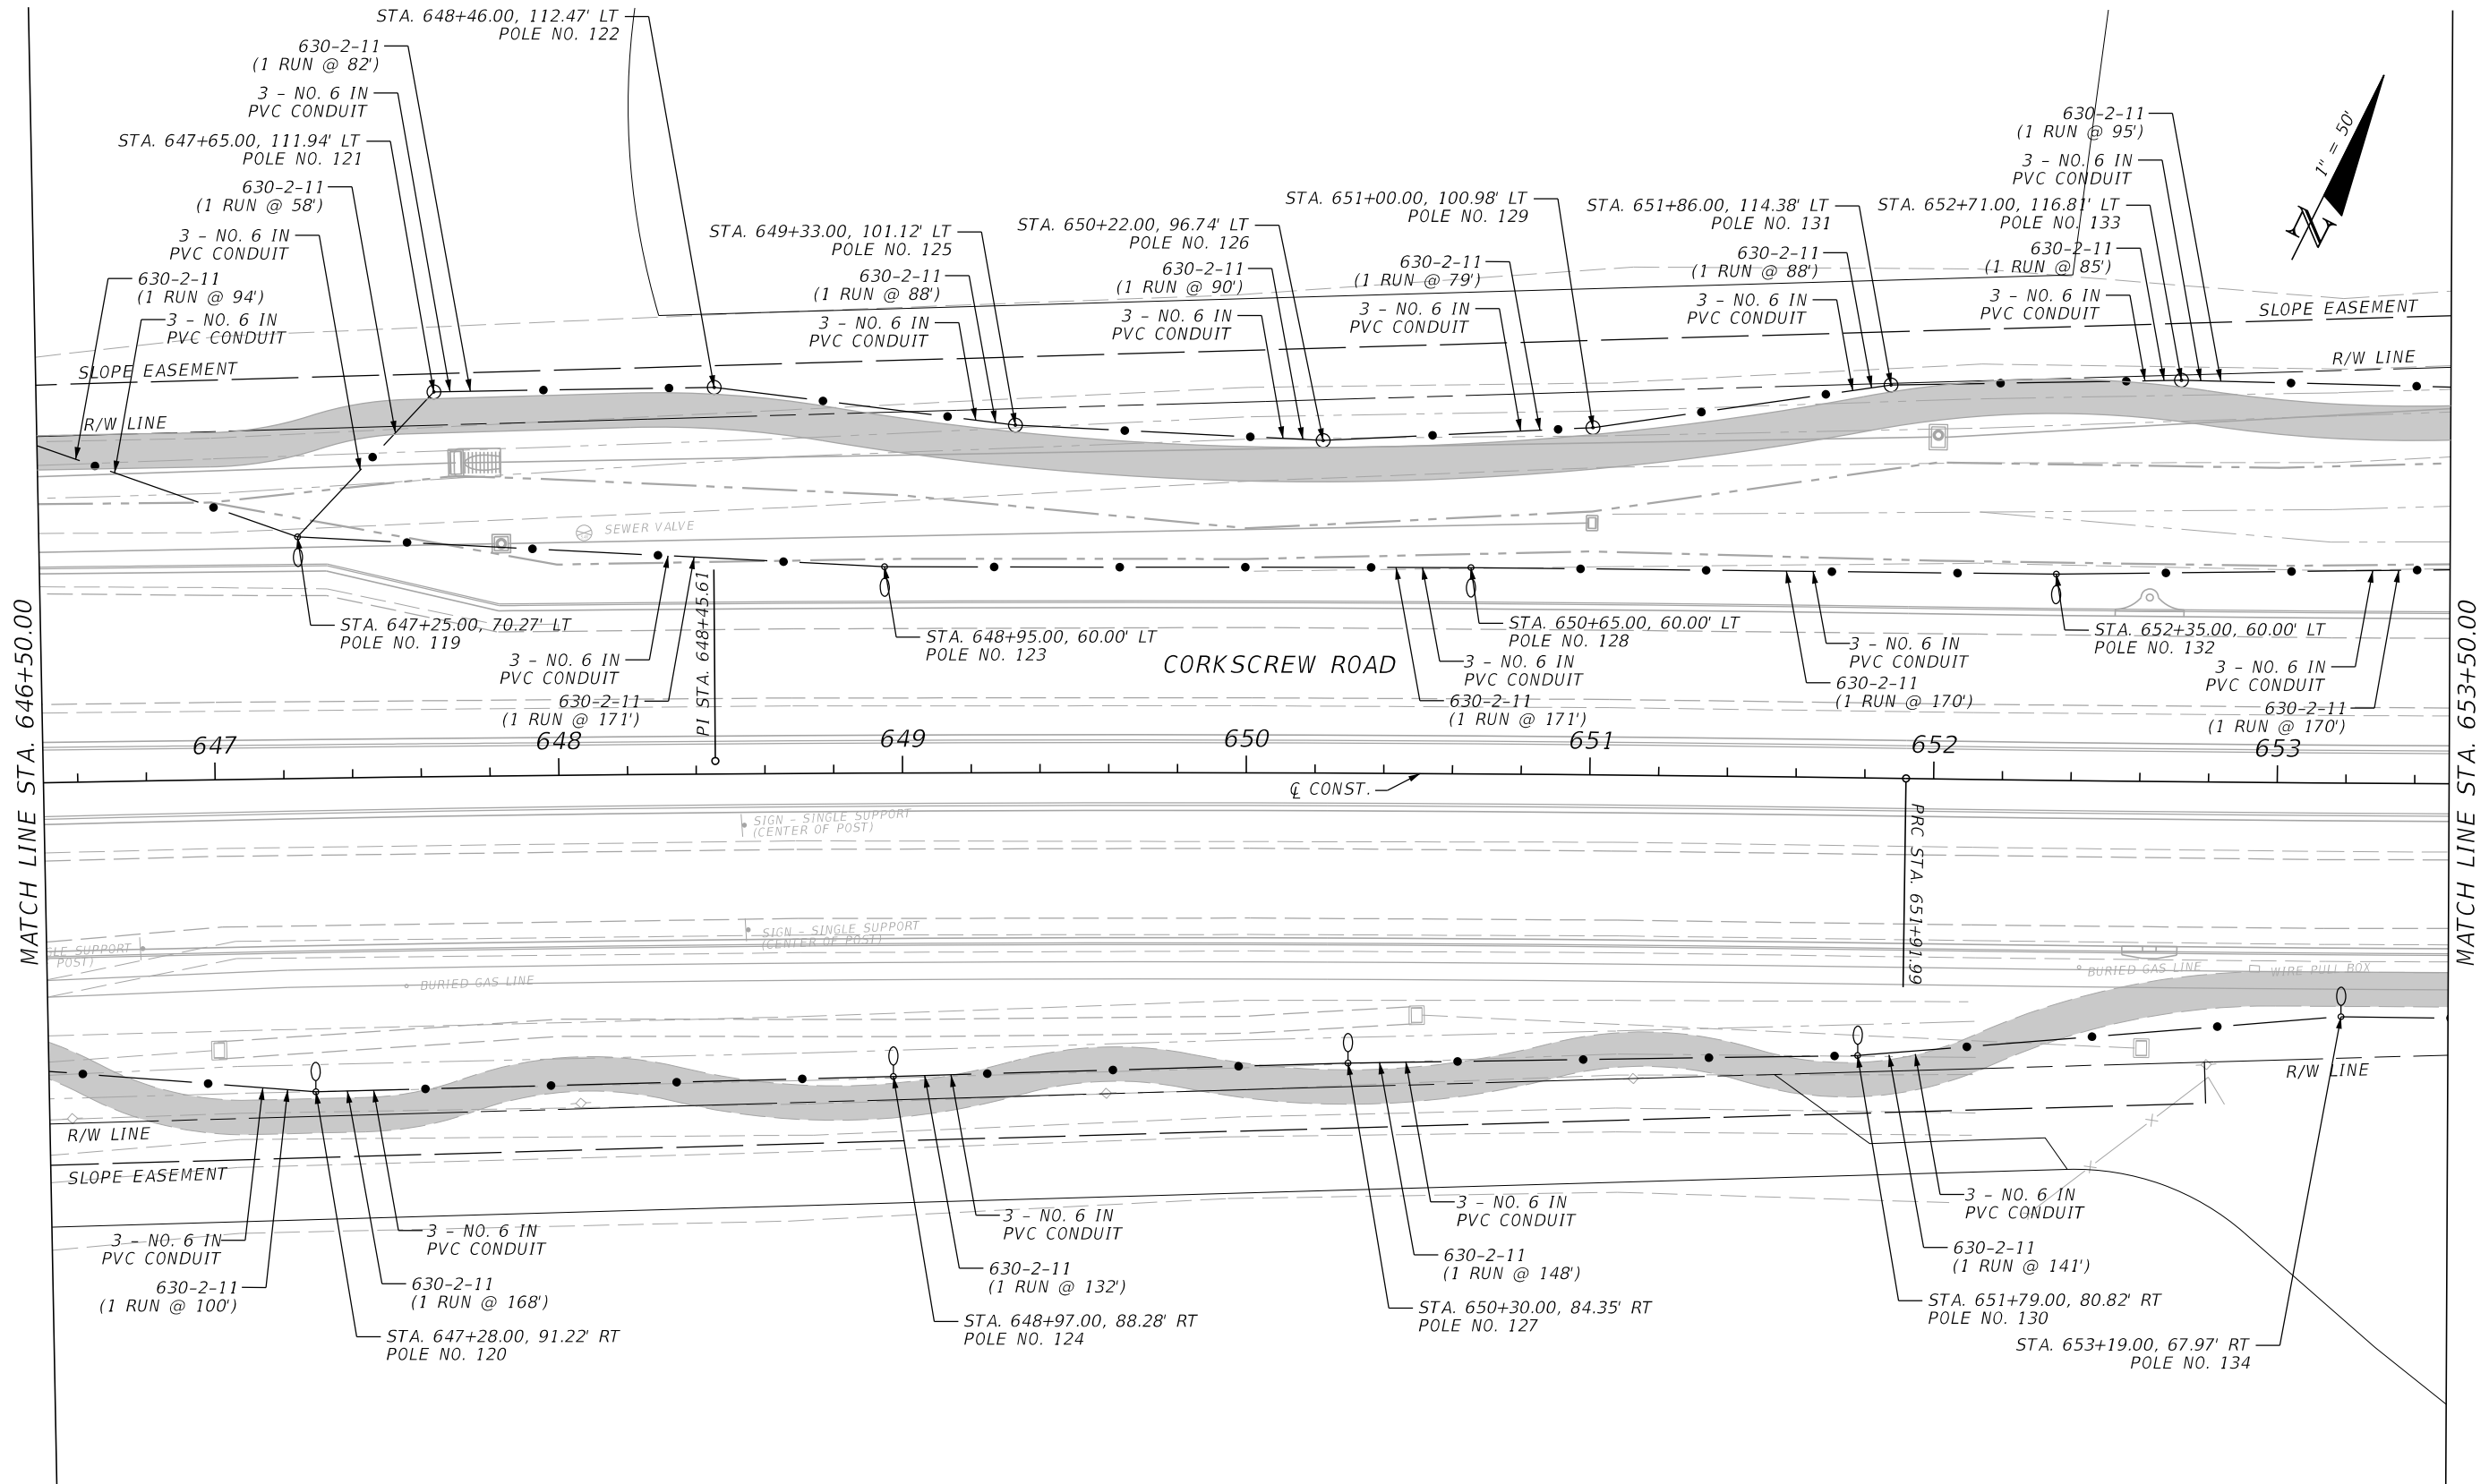 STA. 648+46.00, 112.47' LT
POLE NO. 122
630-2-11
(1 RUN @ 82')
3 - NO. 6 IN
PVC CONDUIT
STA. 647+65.00, 111.94' LT
POLE NO. 121
630-2-11
(1 RUN @ 58')
3 - NO. 6 IN
PVC CONDUIT
630-2-11
(1 RUN @ 94')
3 - NO. 6 IN
PVC CONDUIT
SLOPE EASEMENT
R/W LINE
STA. 649+33.00, 101.12' LT
POLE NO. 125
630-2-11
(1 RUN @ 88')
3 - NO. 6 IN
PVC CONDUIT
STA. 650+22.00, 96.74' LT
POLE NO. 126
630-2-11
(1 RUN @ 90')
3 - NO. 6 IN
PVC CONDUIT
STA. 651+00.00, 100.98' LT
POLE NO. 129
630-2-11
(1 RUN @ 79')
3 - NO. 6 IN
PVC CONDUIT
STA. 651+86.00, 114.38' LT
POLE NO. 131
630-2-11
(1 RUN @ 88')
3 - NO. 6 IN
PVC CONDUIT
630-2-11
(1 RUN @ 95')
3 - NO. 6 IN
PVC CONDUIT
STA. 652+71.00, 116.81' LT
POLE NO. 133
630-2-11
(1 RUN @ 85')
3 - NO. 6 IN
PVC CONDUIT
1" = 50'
N
SLOPE EASEMENT
R/W LINE
SEWER VALVE
STA. 647+25.00, 70.27' LT
POLE NO. 119
3 - NO. 6 IN
PVC CONDUIT
630-2-11
(1 RUN @ 171')
PI STA. 648+45.61
STA. 648+95.00, 60.00' LT
POLE NO. 123
CORKSCREW ROAD
STA. 650+65.00, 60.00' LT
POLE NO. 128
3 - NO. 6 IN
PVC CONDUIT
630-2-11
(1 RUN @ 171')
3 - NO. 6 IN
PVC CONDUIT
630-2-11
(1 RUN @ 170')
STA. 652+35.00, 60.00' LT
POLE NO. 132
3 - NO. 6 IN
PVC CONDUIT
630-2-11
(1 RUN @ 170')
MATCH LINE STA. 646+50.00
MATCH LINE STA. 653+50.00
647
648
649
650
651
652
653
℄ CONST.
PRC STA. 651+91.99
SIGN - SINGLE SUPPORT
(CENTER OF POST)
SIGN - SINGLE SUPPORT
(CENTER OF POST)
SUPPORT
POST)
BURIED GAS LINE
BURIED GAS LINE
WIRE PULL BOX
R/W LINE
R/W LINE
SLOPE EASEMENT
3 - NO. 6 IN
PVC CONDUIT
630-2-11
(1 RUN @ 100')
3 - NO. 6 IN
PVC CONDUIT
630-2-11
(1 RUN @ 168')
STA. 647+28.00, 91.22' RT
POLE NO. 120
3 - NO. 6 IN
PVC CONDUIT
630-2-11
(1 RUN @ 132')
STA. 648+97.00, 88.28' RT
POLE NO. 124
3 - NO. 6 IN
PVC CONDUIT
630-2-11
(1 RUN @ 148')
STA. 650+30.00, 84.35' RT
POLE NO. 127
3 - NO. 6 IN
PVC CONDUIT
630-2-11
(1 RUN @ 141')
STA. 651+79.00, 80.82' RT
POLE NO. 130
STA. 653+19.00, 67.97' RT
POLE NO. 134